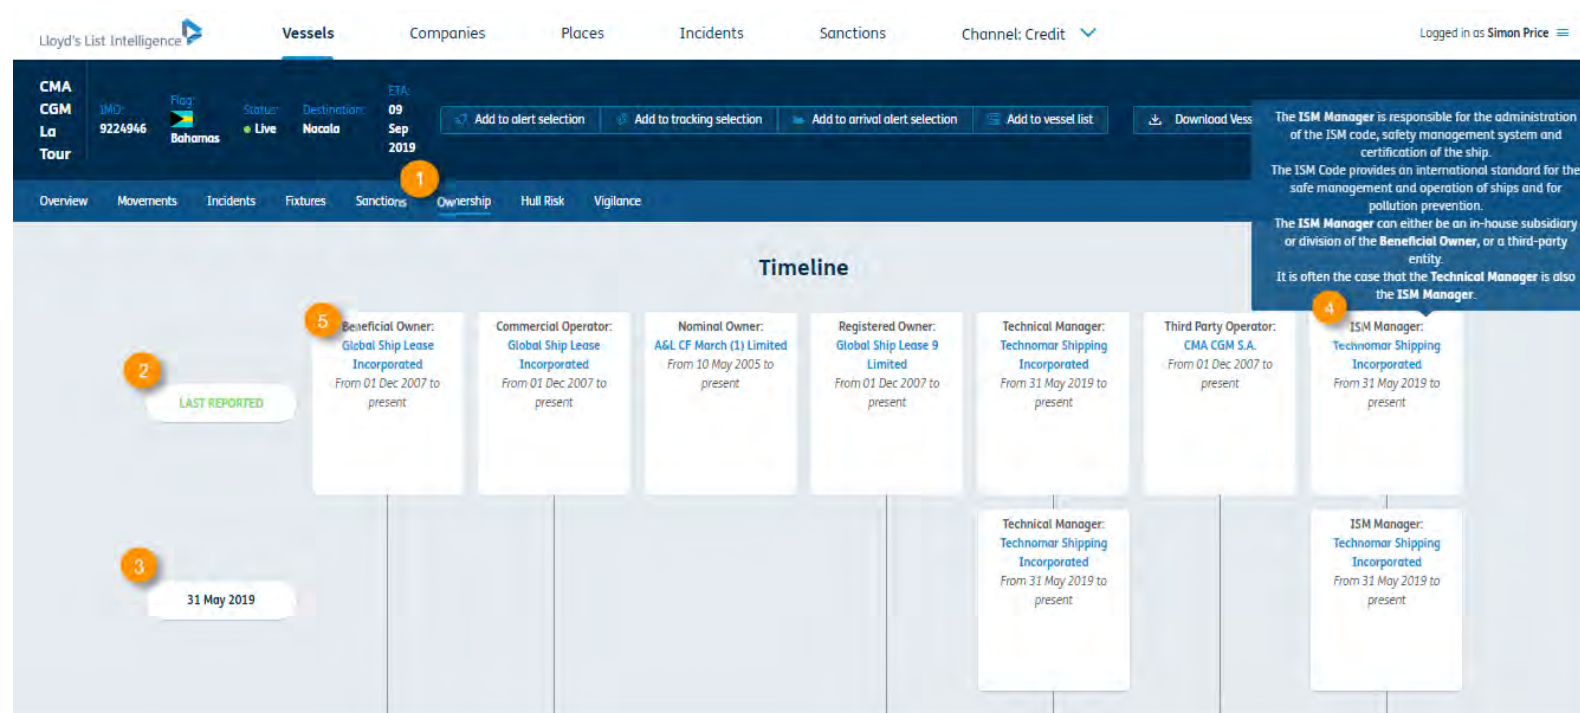 Lloyd's List Intelligence
Vessels
Companies
Places
Incidents
Sanctions
Channel: Credit
Logged in as Simon Price
CMA
CGM
La
Tour
IMO:
9224946
Flag:
Bahamas
Status:
Live
Destination:
Nacala
ETA:
09
Sep
2019
Add to alert selection
Add to tracking selection
Add to arrival alert selection
Add to vessel list
Download Vess
The ISM Manager is responsible for the administration
of the ISM code, safety management system and
certification of the ship.
The ISM Code provides an international standard for the
safe management and operation of ships and for
pollution prevention.
The ISM Manager can either be an in-house subsidiary
or division of the Beneficial Owner, or a third-party
entity.
It is often the case that the Technical Manager is also
the ISM Manager.
1
Overview
Movements
Incidents
Fixtures
Sanctions
Ownership
Hull Risk
Vigilance
Timeline
2
LAST REPORTED
5
Beneficial Owner:
Global Ship Lease
Incorporated
From 01 Dec 2007 to
present
Commercial Operator:
Global Ship Lease
Incorporated
From 01 Dec 2007 to
present
Nominal Owner:
A&L CF March (1) Limited
From 10 May 2005 to
present
Registered Owner:
Global Ship Lease 9
Limited
From 01 Dec 2007 to
present
Technical Manager:
Technomar Shipping
Incorporated
From 31 May 2019 to
present
Third Party Operator:
CMA CGM S.A.
From 01 Dec 2007 to
present
4
ISM Manager:
Technomar Shipping
Incorporated
From 31 May 2019 to
present
3
31 May 2019
Technical Manager:
Technomar Shipping
Incorporated
From 31 May 2019 to
present
ISM Manager:
Technomar Shipping
Incorporated
From 31 May 2019 to
present